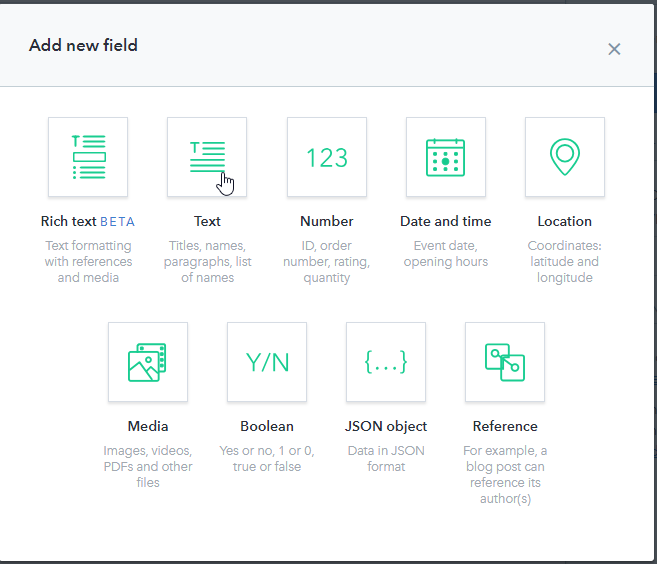 Add new field
123
Rich text BETA
Text formatting
with references
and media
Text
Titles, names,
paragraphs, list
of names
Number
ID, order
number, rating,
quantity
Date and time
Event date,
opening hours
Location
Coordinates:
latitude and
longitude
Y/N
{...}
Media
Images, videos,
PDFs and other
files
Boolean
Yes or no, 1 or 0,
true or false
JSON object
Data in JSON
format
Reference
For example, a
blog post can
reference its
author(s)